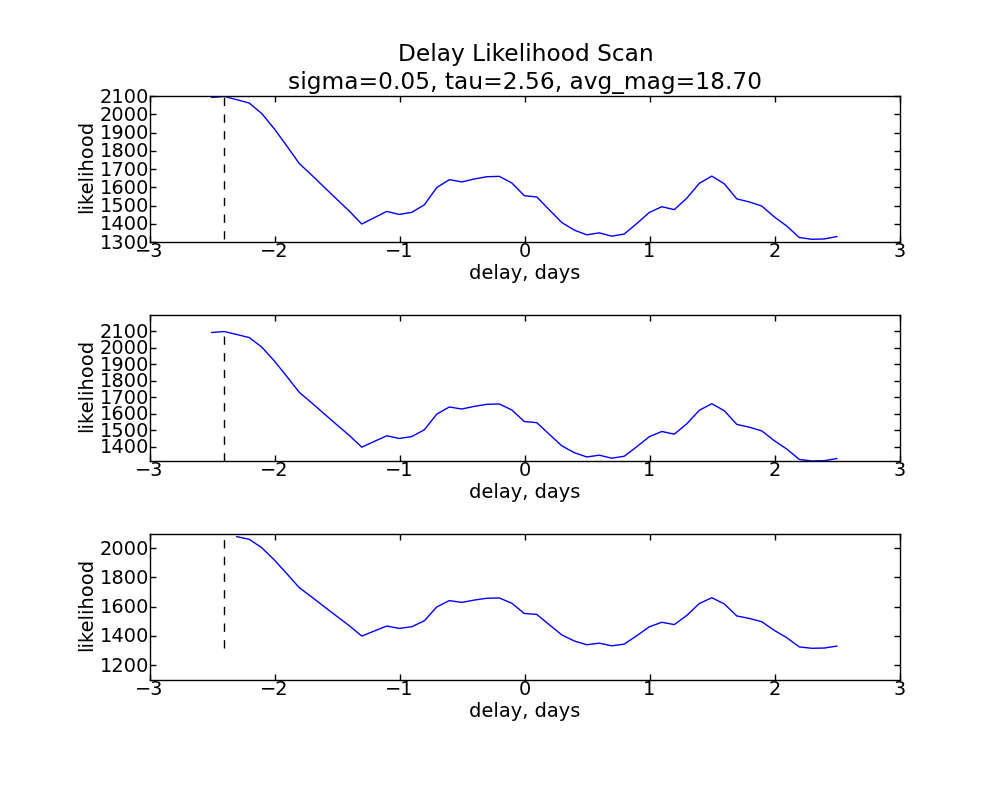 Delay Likelihood Scan
sigma=0.05, tau=2.56, avg_mag=18.70
2100
2000
1900
1800
1700
1600
1500
1400
1300
likelihood
−3 −2 −1 0 1 2 3
delay, days
2100
2000
1900
1800
1700
1600
1500
1400
likelihood
−3 −2 −1 0 1 2 3
delay, days
2000
1800
1600
1400
1200
likelihood
−3 −2 −1 0 1 2 3
delay, days